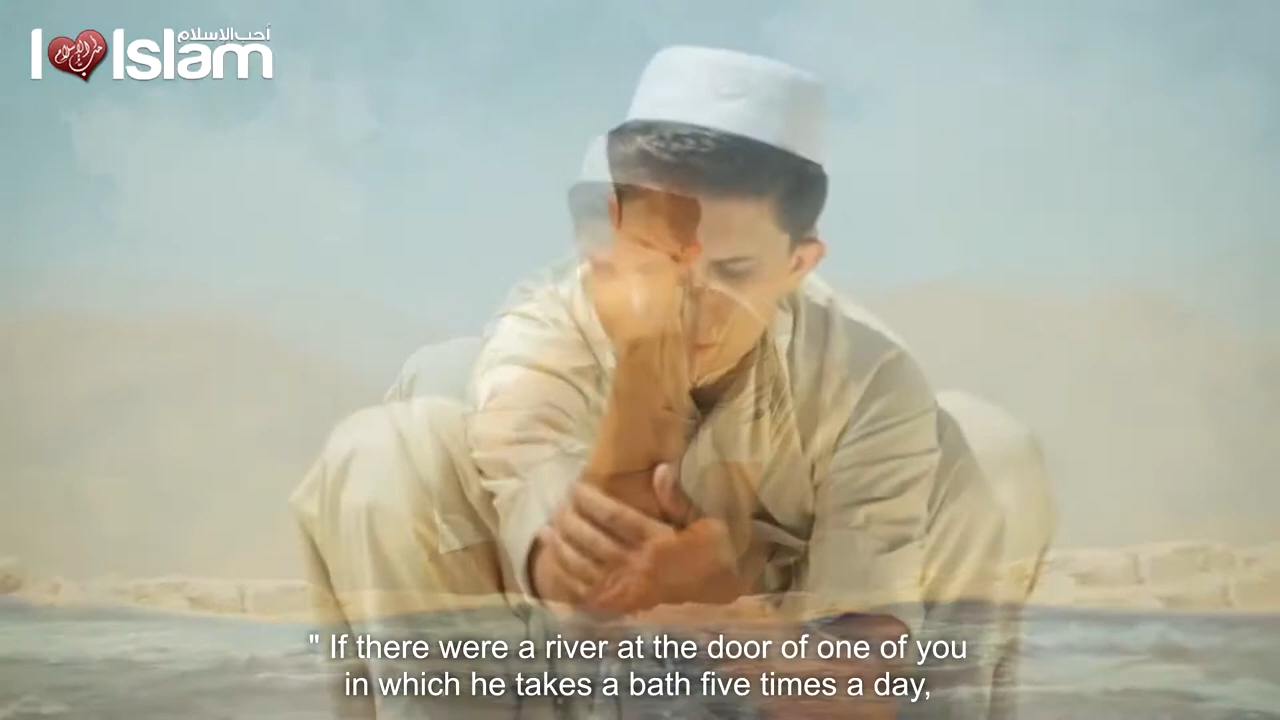 I Islam
أحب الإسلام
" If there were a river at the door of one of you
in which he takes a bath five times a day,